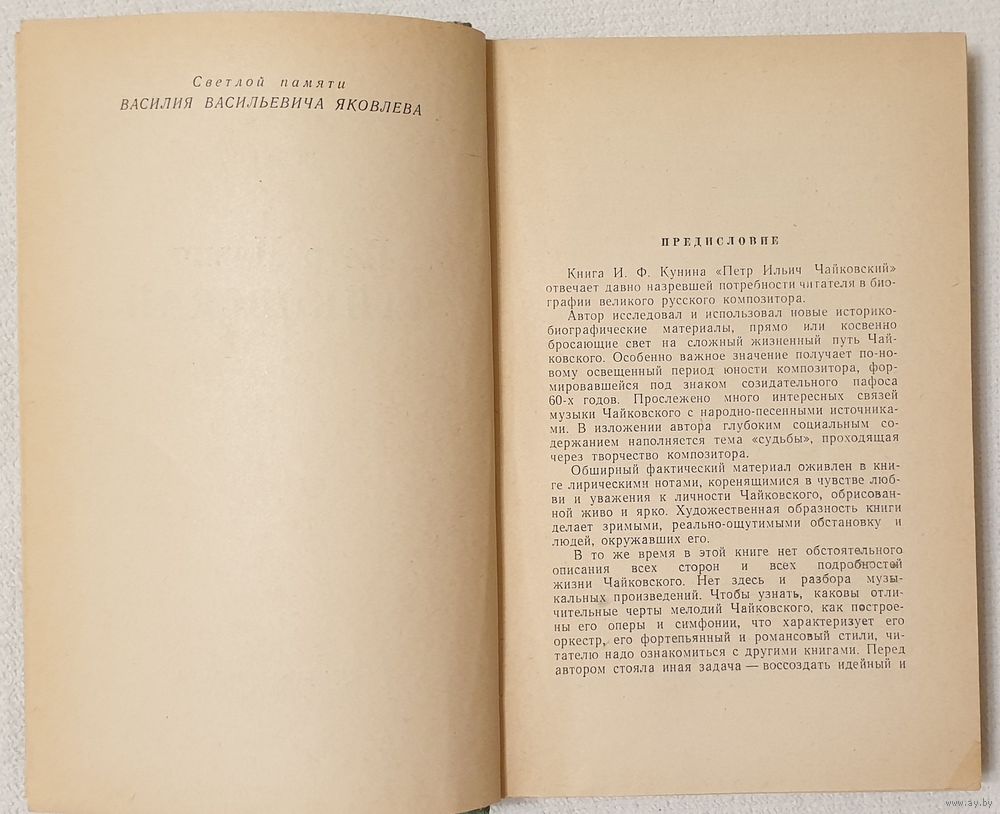 Светлой памяти
ВАСИЛИЯ ВАСИЛЬЕВИЧА ЯКОВЛЕВА
ПРЕДИСЛОВИЕ
Книга И. Ф. Кунина «Петр Ильич Чайковский»
отвечает давно назревшей потребности читателя в био-
графии великого русского композитора.
Автор исследовал и использовал новые историко-
биографические материалы, прямо или косвенно
бросающие свет на сложный жизненный путь Чай-
ковского. Особенно важное значение получает по-но-
вому освещенный период юности композитора, фор-
мировавшейся под знаком созидательного пафоса
60-х годов. Прослежено много интересных связей
музыки Чайковского с народно-песенными источника-
ми. В изложении автора глубоким социальным со-
держанием наполняется тема «судьбы», проходящая
через творчество композитора.
Обширный фактический материал оживлен в кни-
ге лирическими нотами, коренящимися в чувстве люб-
ви и уважения к личности Чайковского, обрисован-
ной живо и ярко. Художественная образность книги
делает зримыми, реально-ощутимыми обстановку и
людей, окружавших его.
В то же время в этой книге нет обстоятельного
описания всех сторон и всех подробностей
жизни Чайковского. Нет здесь и разбора музы-
кальных произведений. Чтобы узнать, каковы отли-
чительные черты мелодий Чайковского, как построе-
ны его оперы и симфонии, что характеризует его
оркестр, его фортепьянный и романсовый стили, чи-
тателю надо ознакомиться с другими книгами. Перед
автором стояла иная задача — воссоздать идейный и
www.ay.by